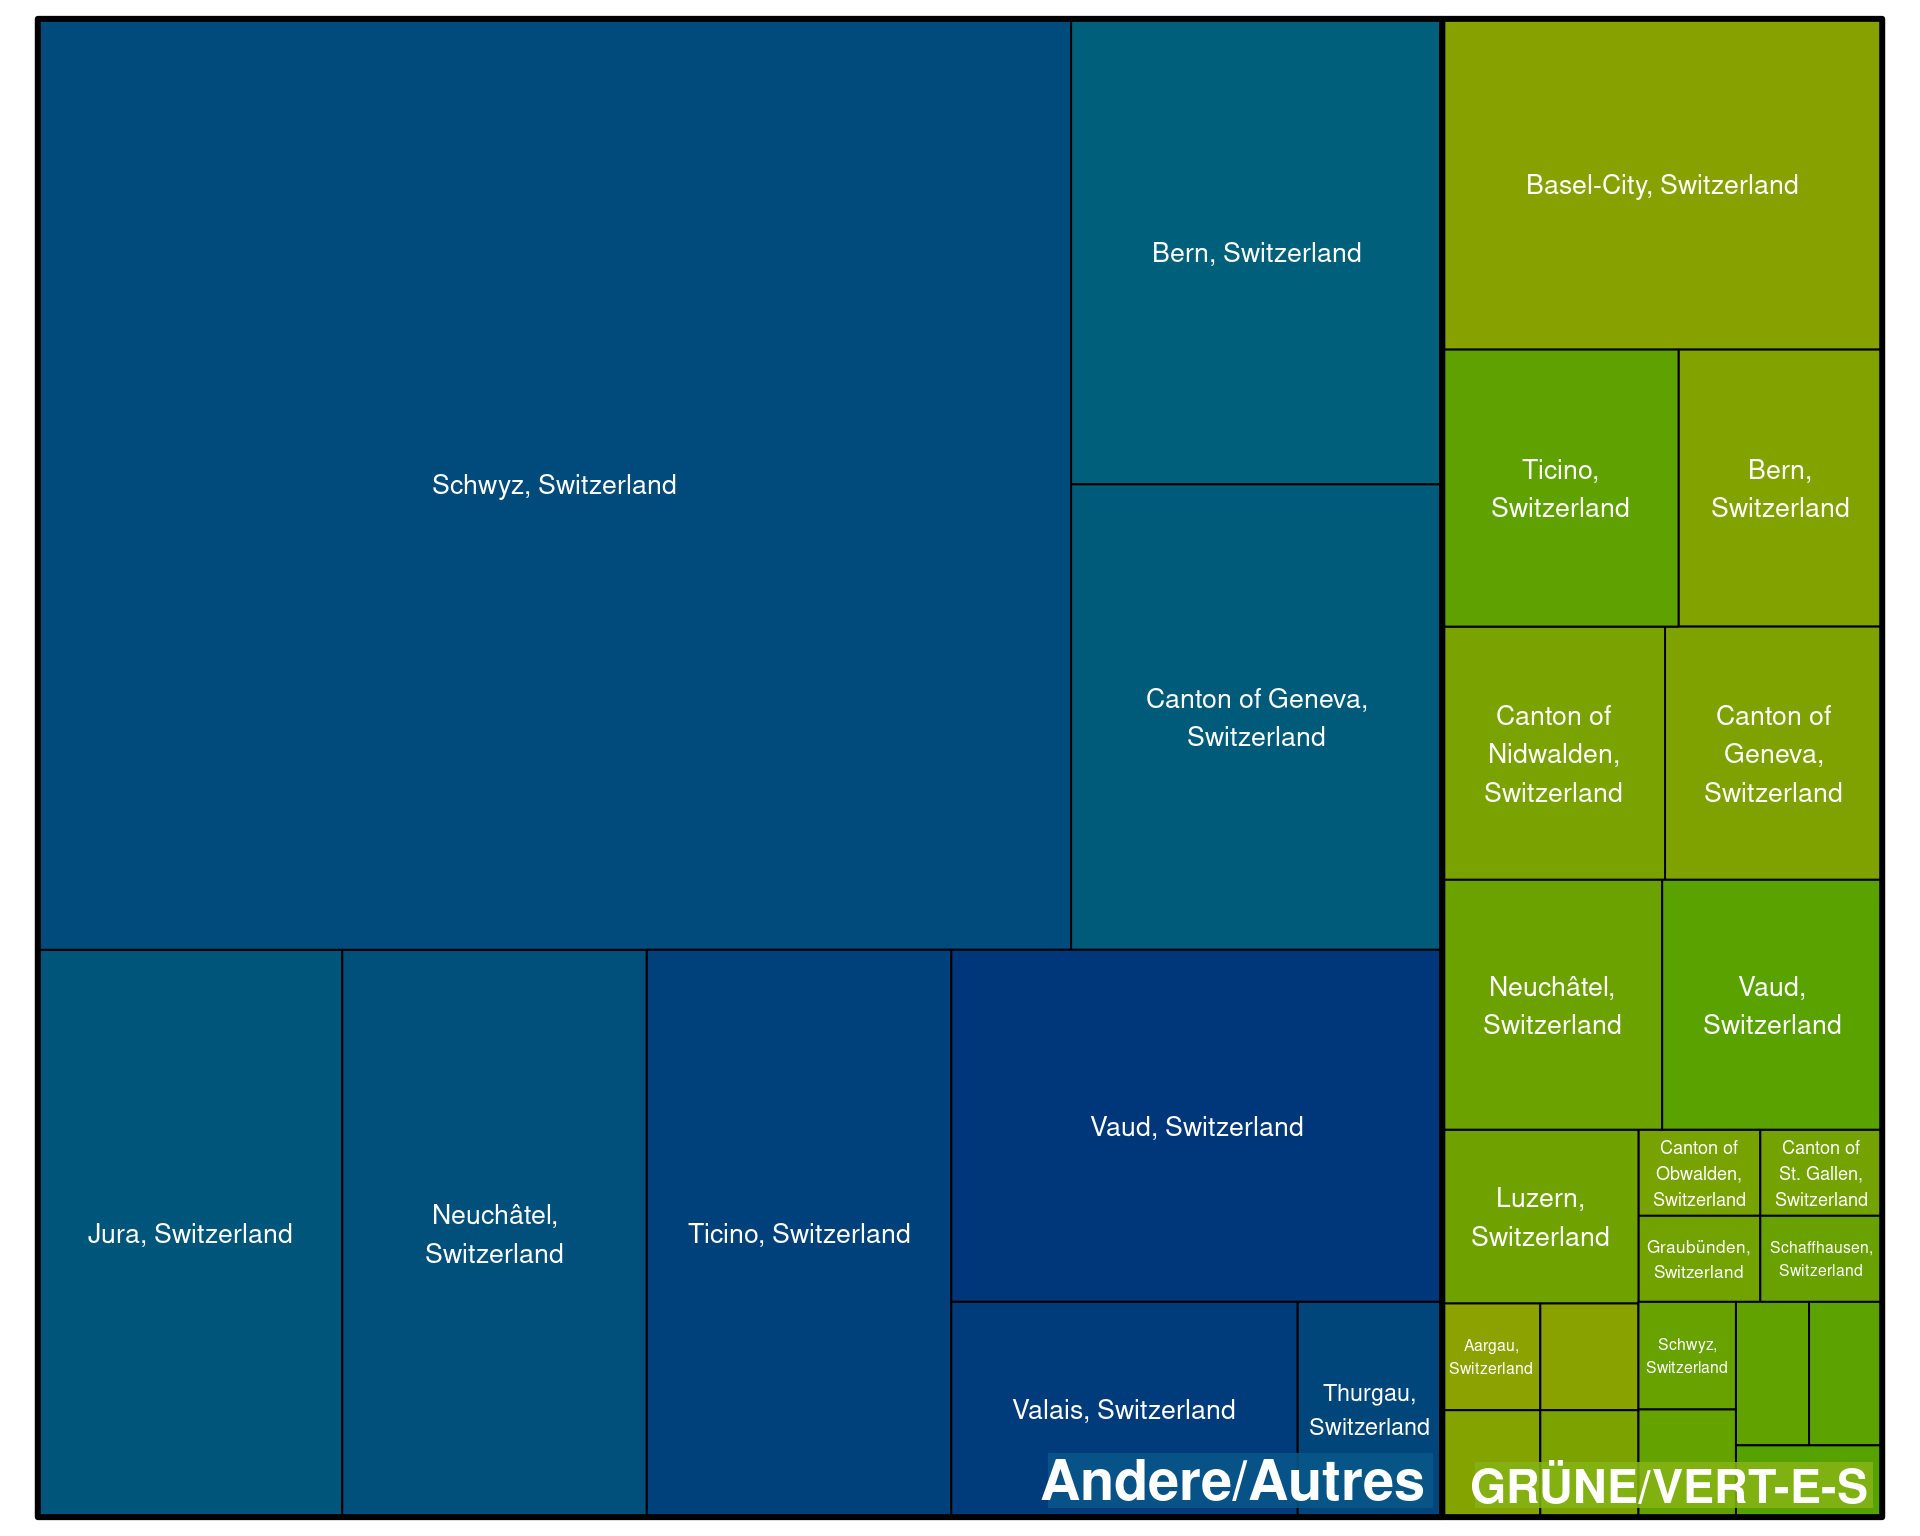 Schwyz, Switzerland
Bern, Switzerland
Canton of Geneva,
Switzerland
Jura, Switzerland
Neuchâtel,
Switzerland
Ticino, Switzerland
Vaud, Switzerland
Valais, Switzerland
Thurgau,
Switzerland
Andere/Autres
Basel-City, Switzerland
Ticino,
Switzerland
Bern,
Switzerland
Canton of
Nidwalden,
Switzerland
Canton of
Geneva,
Switzerland
Neuchâtel,
Switzerland
Vaud,
Switzerland
Luzern,
Switzerland
Canton of
Obwalden,
Switzerland
Canton of
St. Gallen,
Switzerland
Graubünden,
Switzerland
Schaffhausen,
Switzerland
Aargau,
Switzerland
Schwyz,
Switzerland
GRÜNE/VERT-E-S